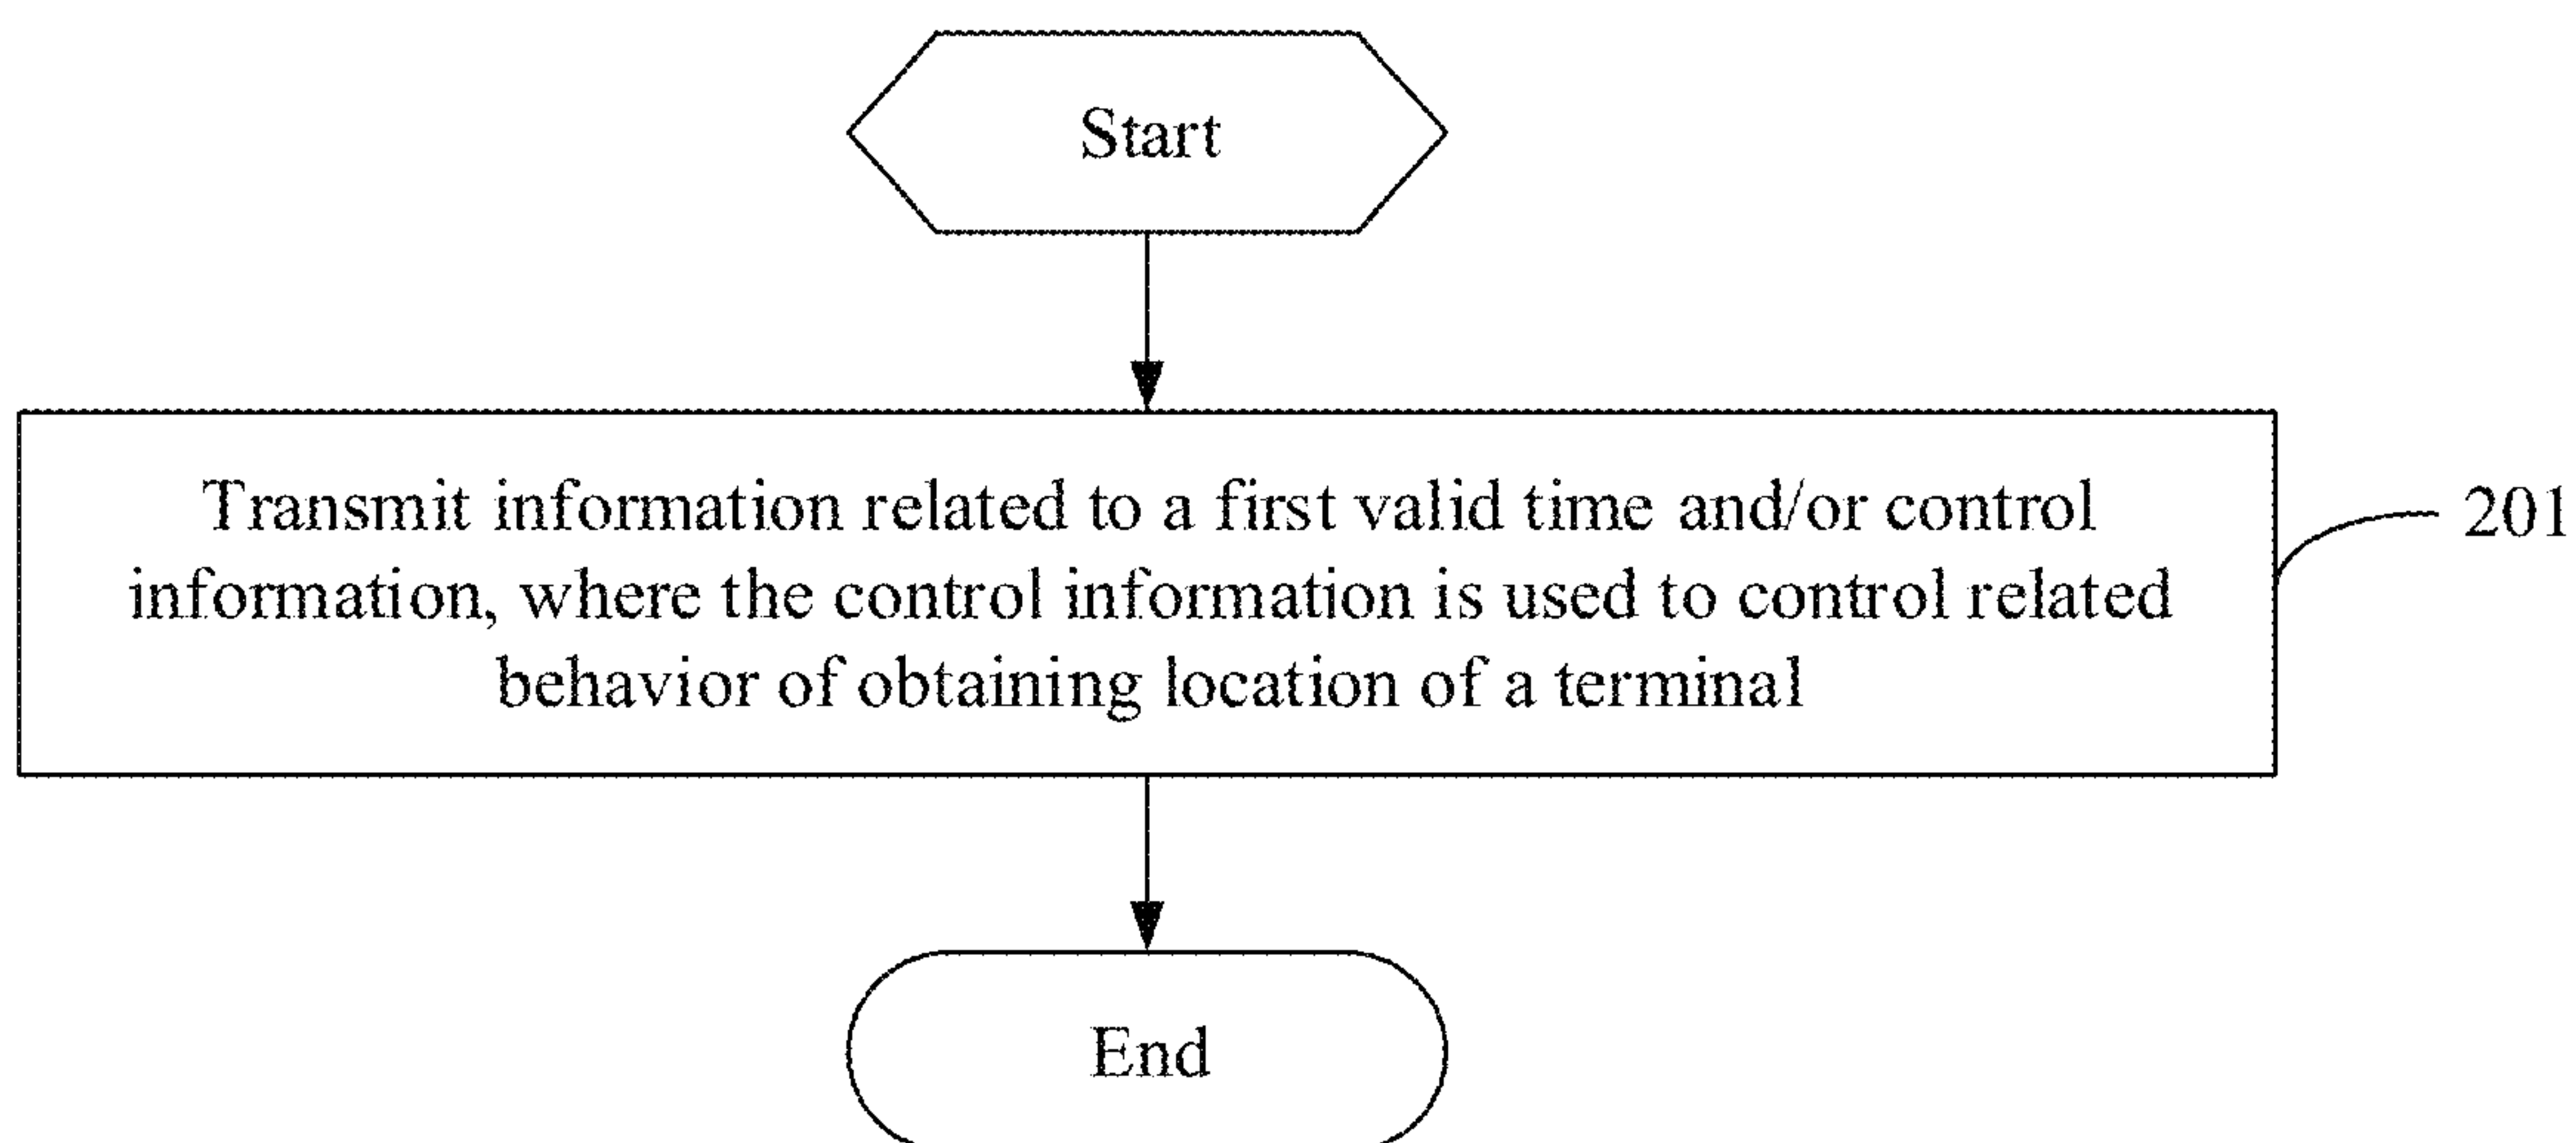 Start
Transmit information related to a first valid time and/or control
information, where the control information is used to control related
behavior of obtaining location of a terminal
201
End